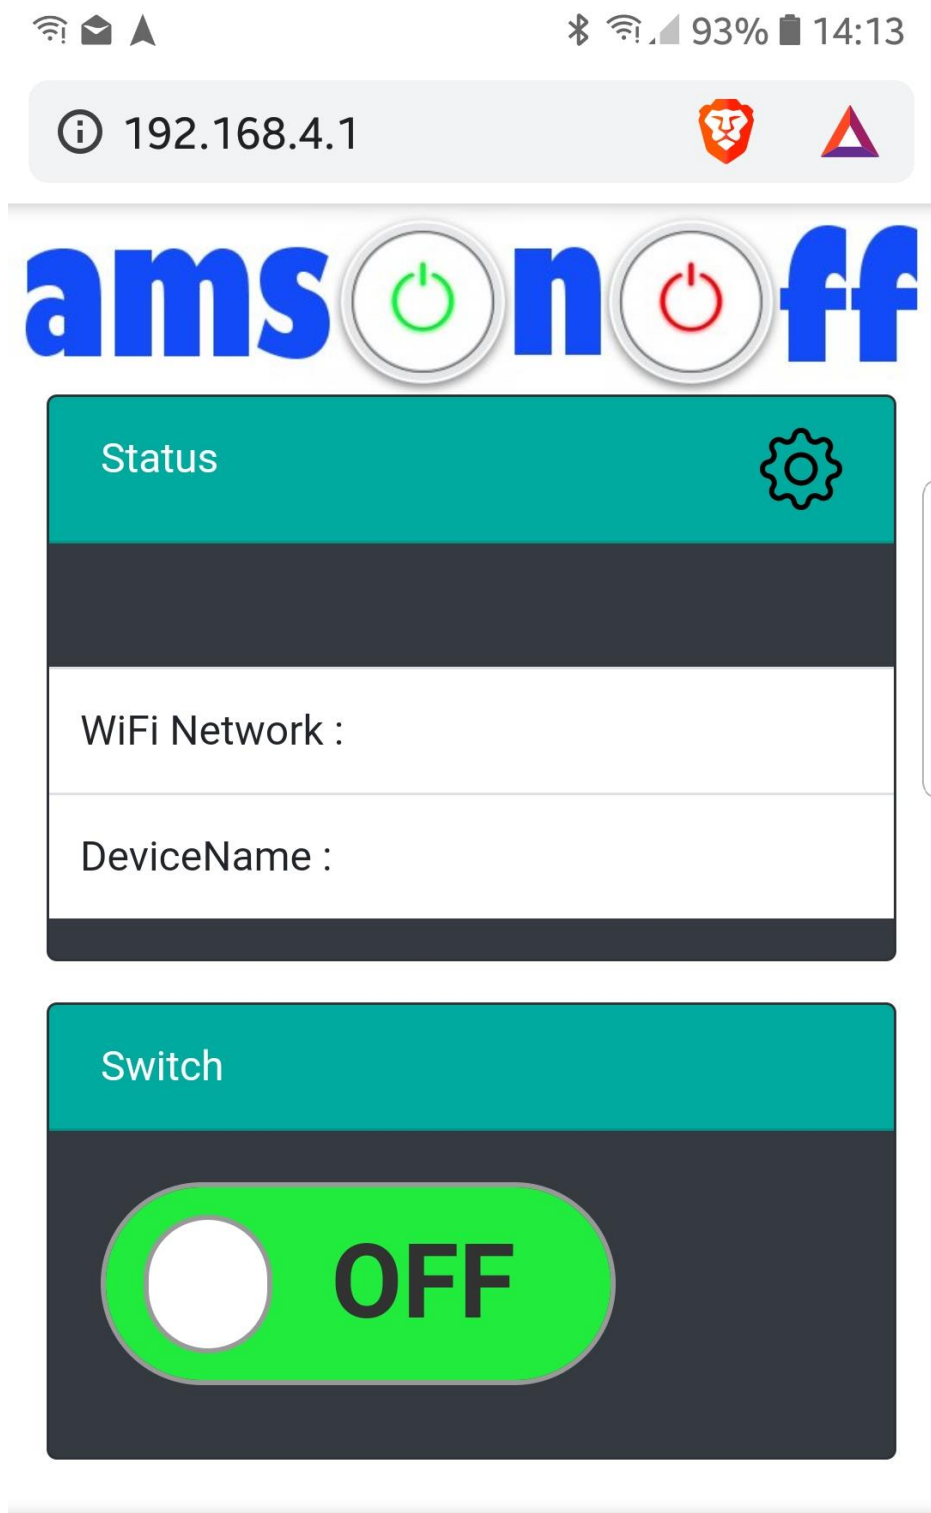 93% 14:13
192.168.4.1
amsonoff
Status
WiFi Network :
DeviceName :
Switch
OFF